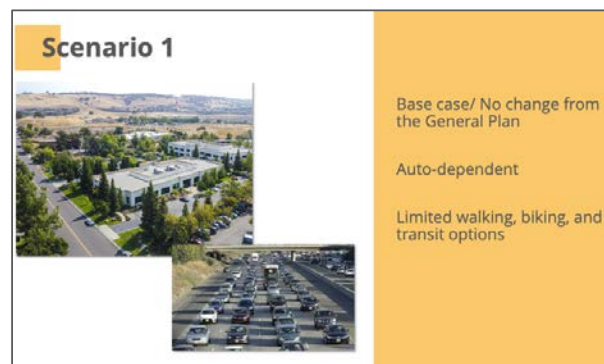 Scenario 1
Base case/ No change from
the General Plan
Auto-dependent
Limited walking, biking, and
transit options